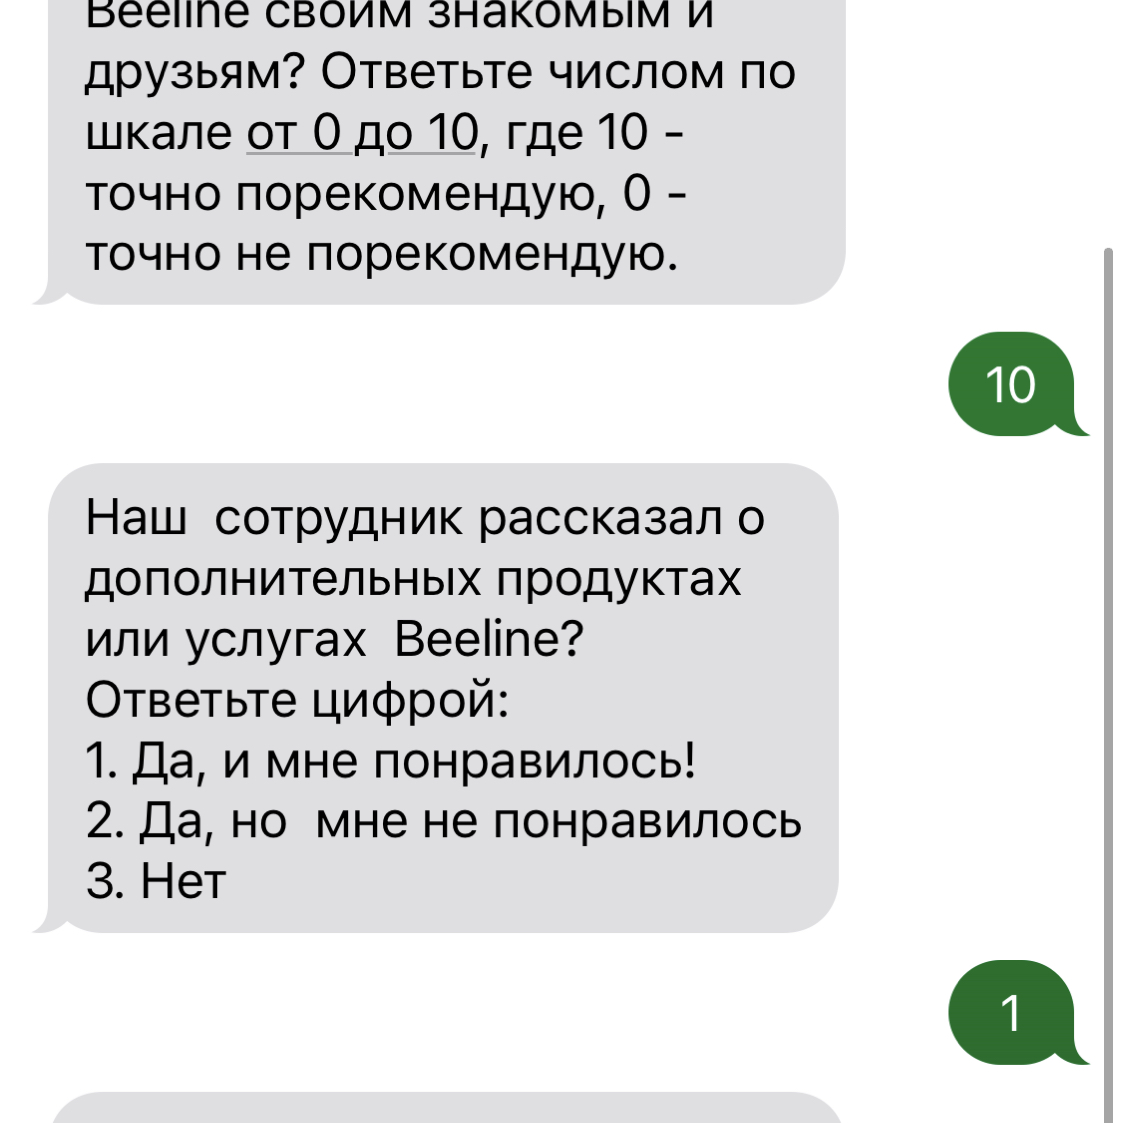 Beeline своим знакомым и
друзьям? Ответьте числом по
шкале от 0 до 10, где 10 -
точно порекомендую, 0 -
точно не порекомендую.
10
Наш  сотрудник рассказал о
дополнительных продуктах
или услугах  Beeline?
Ответьте цифрой:
1. Да, и мне понравилось!
2. Да, но  мне не понравилось
3. Нет
1